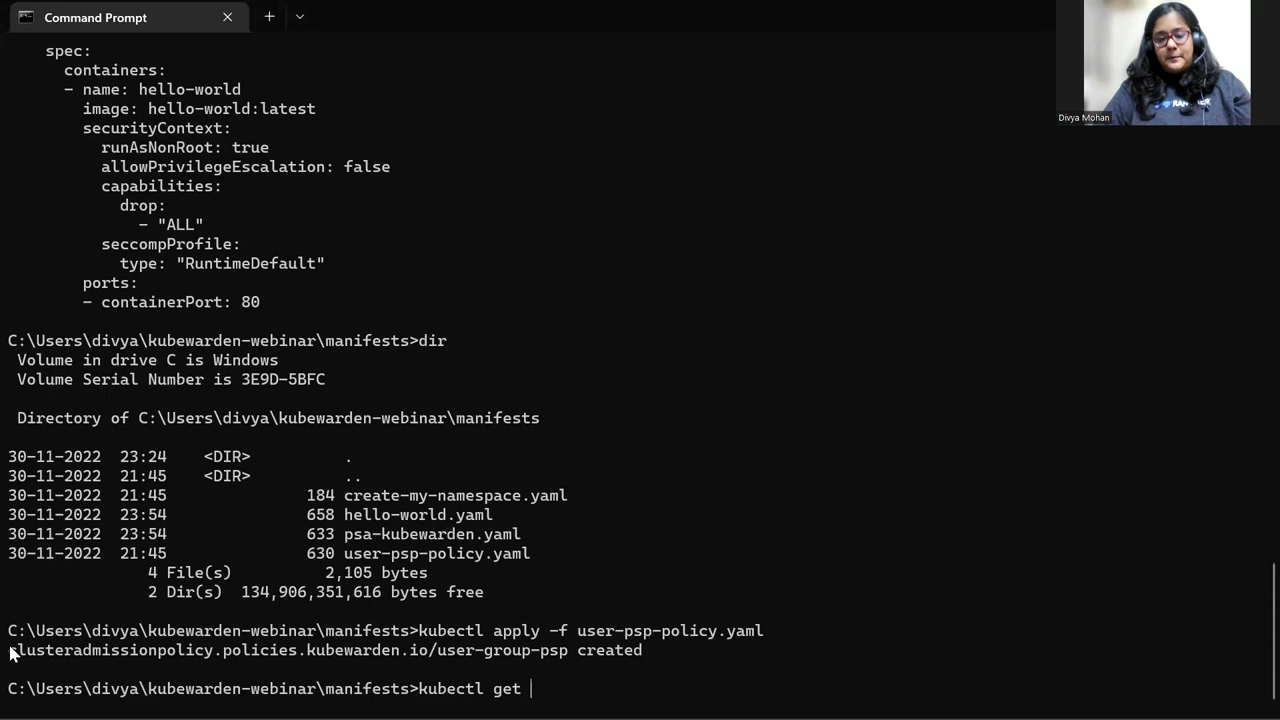 Command Prompt
spec:
containers:
- name: hello-world
image: hello-world:latest
securityContext:
runAsNonRoot: true
allowPrivilegeEscalation: false
capabilities:
drop:
- "ALL"
seccompProfile:
type: "RuntimeDefault"
ports:
- containerPort: 80
C:\Users\divya\kubewarden-webinar\manifests>dir
Volume in drive C is Windows
Volume Serial Number is 3E9D-5BFC
Directory of C:\Users\divya\kubewarden-webinar\manifests
30-11-2022 23:24 <DIR> .
30-11-2022 21:45 <DIR> ..
30-11-2022 21:45 184 create-my-namespace.yaml
30-11-2022 23:54 658 hello-world.yaml
30-11-2022 23:54 633 psa-kubewarden.yaml
30-11-2022 21:45 630 user-psp-policy.yaml
4 File(s) 2,105 bytes
2 Dir(s) 134,906,351,616 bytes free
C:\Users\divya\kubewarden-webinar\manifests>kubectl apply -f user-psp-policy.yaml
clusteradmissionpolicy.policies.kubewarden.io/user-group-psp created
C:\Users\divya\kubewarden-webinar\manifests>kubectl get
Divya Mohan